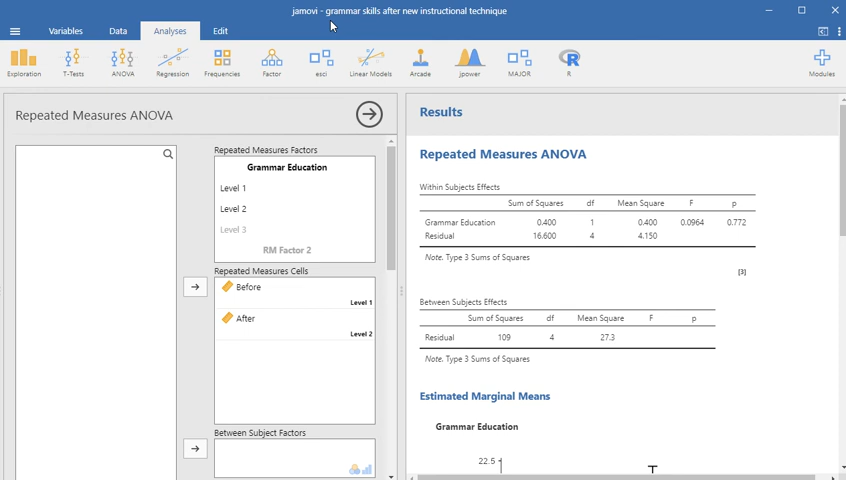 jamovi - grammar skills after new instructional technique
Variables Data Analyses Edit
Exploration T-Tests ANOVA Regression Frequencies Factor esci Linear Models Arcade jpower MAJOR R Modules
Repeated Measures ANOVA
Repeated Measures Factors
Grammar Education
Level 1
Level 2
Level 3
RM Factor 2
Repeated Measures Cells
Before
Level 1
After
Level 2
Between Subject Factors
Results
Repeated Measures ANOVA
Within Subjects Effects
Sum of Squares df Mean Square F p
Grammar Education 0.400 1 0.400 0.0964 0.772
Residual 16.600 4 4.150
Note. Type 3 Sums of Squares
[3]
Between Subjects Effects
Sum of Squares df Mean Square F p
Residual 109 4 27.3
Note. Type 3 Sums of Squares
Estimated Marginal Means
Grammar Education
22.5